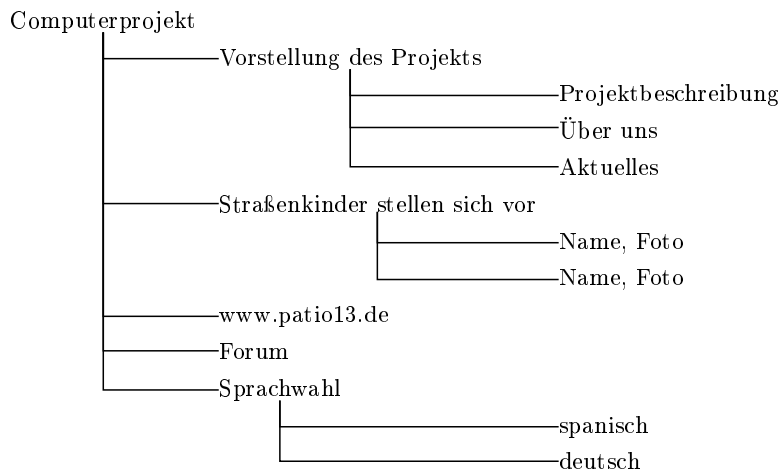 Computerprojekt
Vorstellung des Projekts
Projektbeschreibung
Über uns
Aktuelles
Straßenkinder stellen sich vor
Name, Foto
Name, Foto
www.patio13.de
Forum
Sprachwahl
spanisch
deutsch